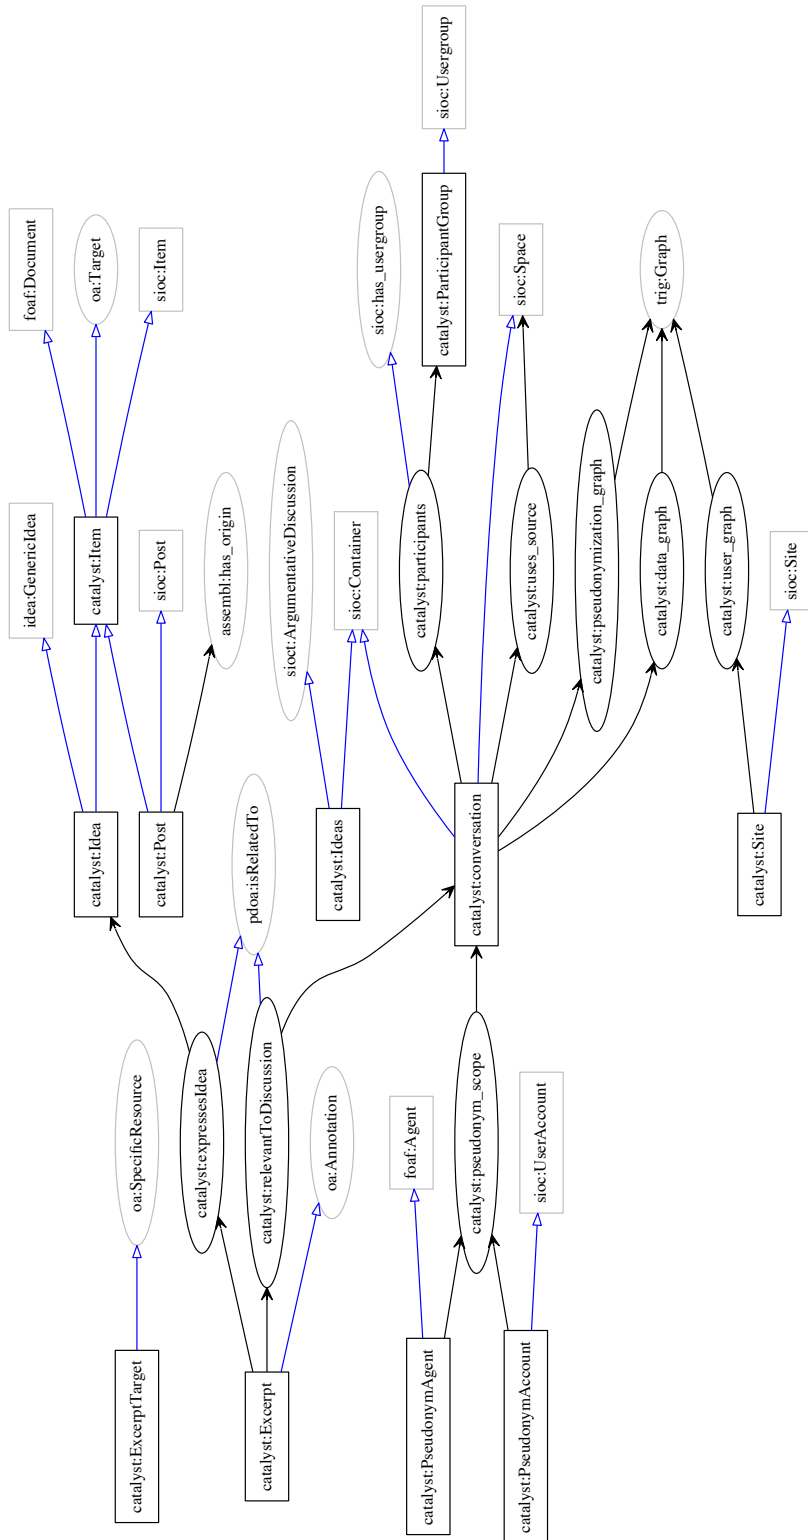 catalyst:ExcerptTarget
catalyst:Excerpt
catalyst:PseudonymAgent
catalyst:PseudonymAccount
oa:SpecificResource
catalyst:expressesIdea
catalyst:relevantToDiscussion
oa:Annotation
foaf:Agent
catalyst:pseudonym_scope
sioc:UserAccount
catalyst:Idea
catalyst:Post
pdoa:isRelatedTo
catalyst:Ideas
catalyst:conversation
catalyst:Site
idea:GenericIdea
catalyst:Item
sioc:Post
assembl:has_origin
sioct:ArgumentativeDiscussion
sioc:Container
catalyst:participants
catalyst:uses_source
catalyst:pseudonymization_graph
catalyst:data_graph
catalyst:user_graph
sioc:Site
foaf:Document
oa:Target
sioc:Item
sioc:has_usergroup
catalyst:ParticipantGroup
sioc:Space
trig:Graph
sioc:Usergroup